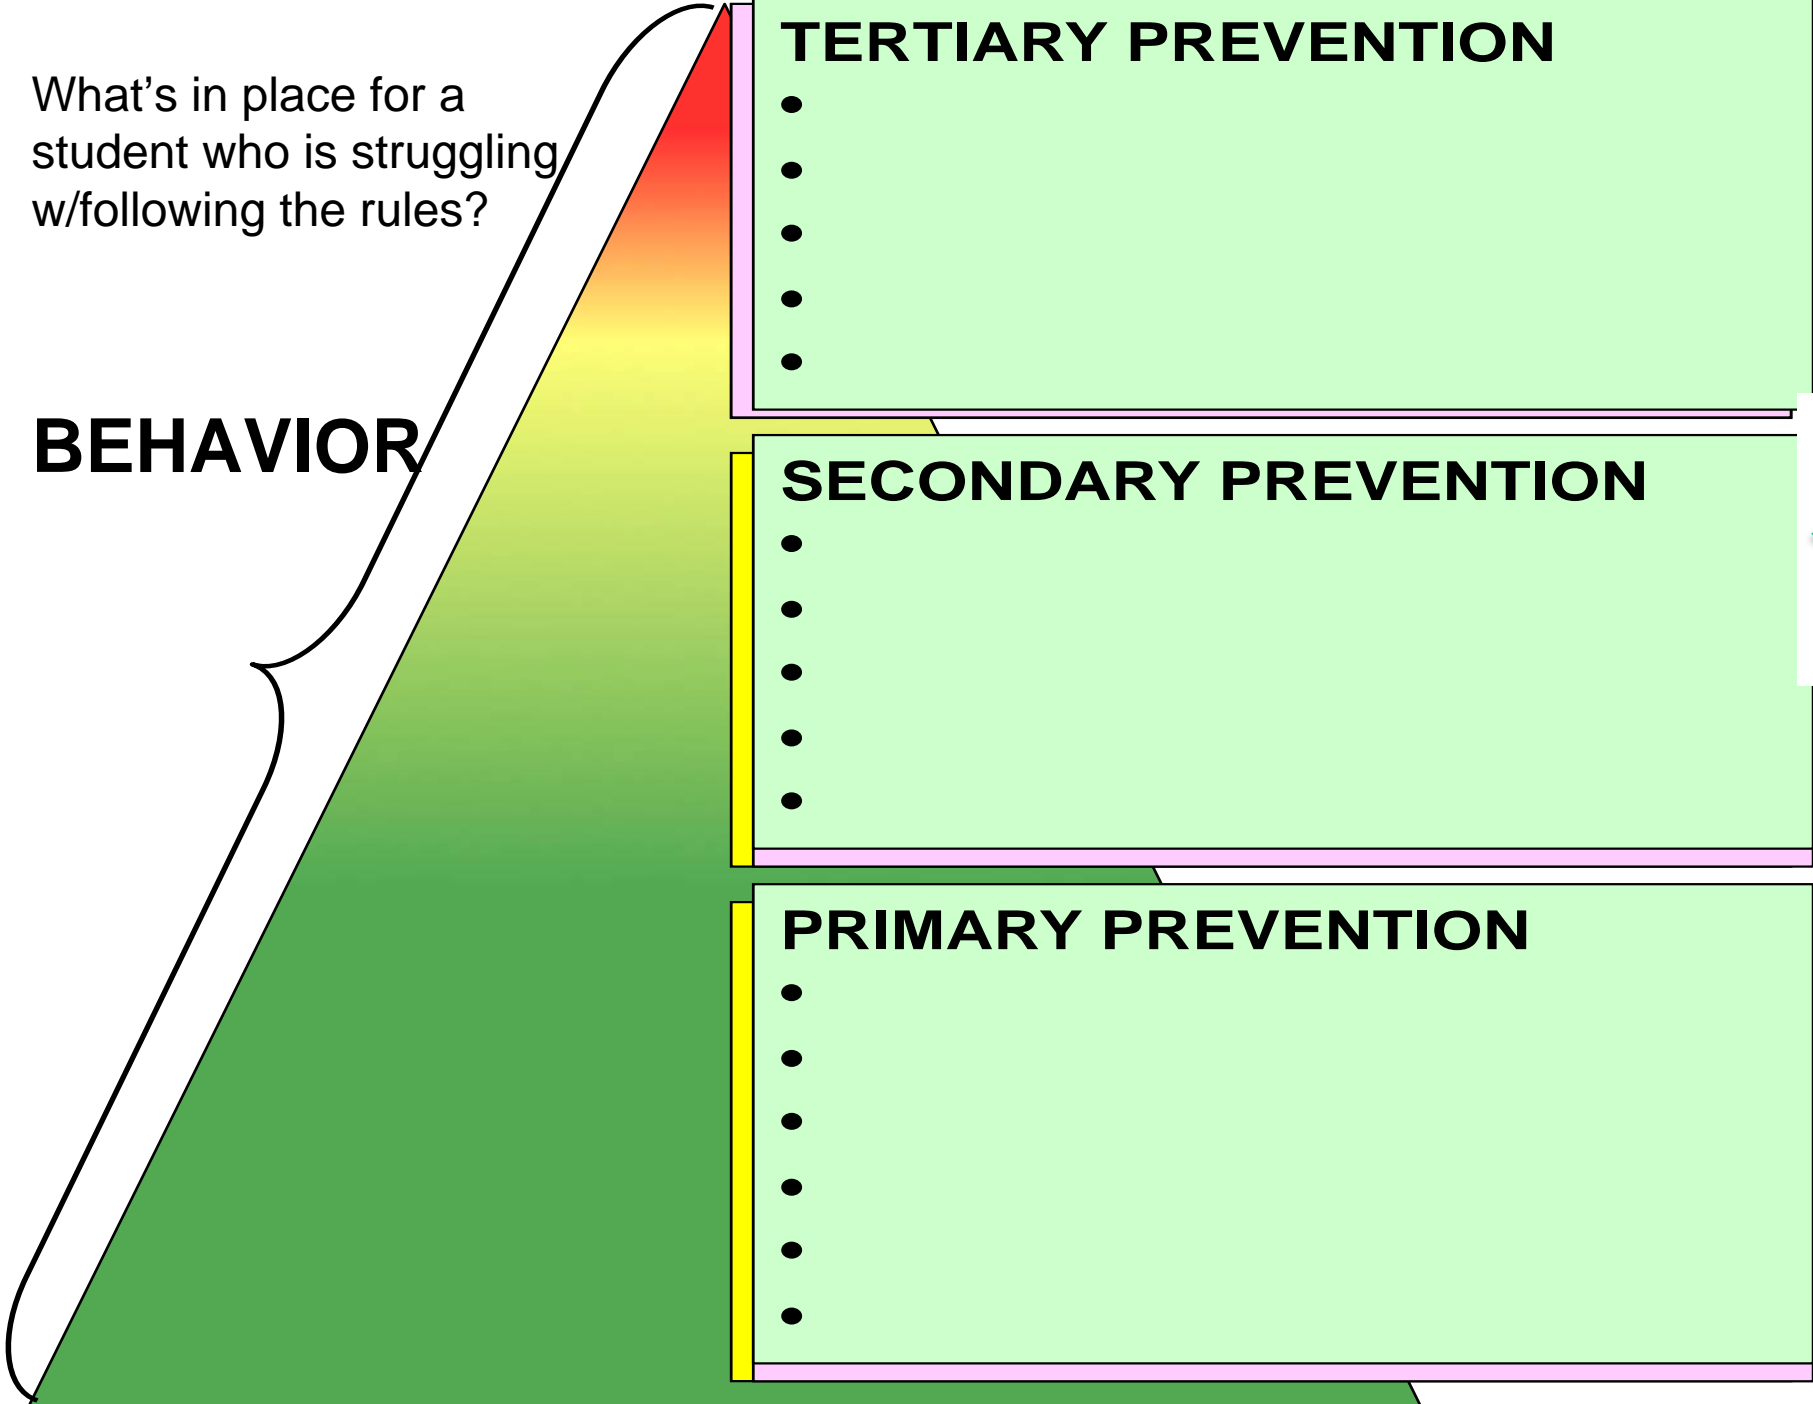 What’s in place for a
student who is struggling
w/following the rules?
BEHAVIOR
TERTIARY PREVENTION
•
•
•
•
•
SECONDARY PREVENTION
•
•
•
•
•
PRIMARY PREVENTION
•
•
•
•
•
•